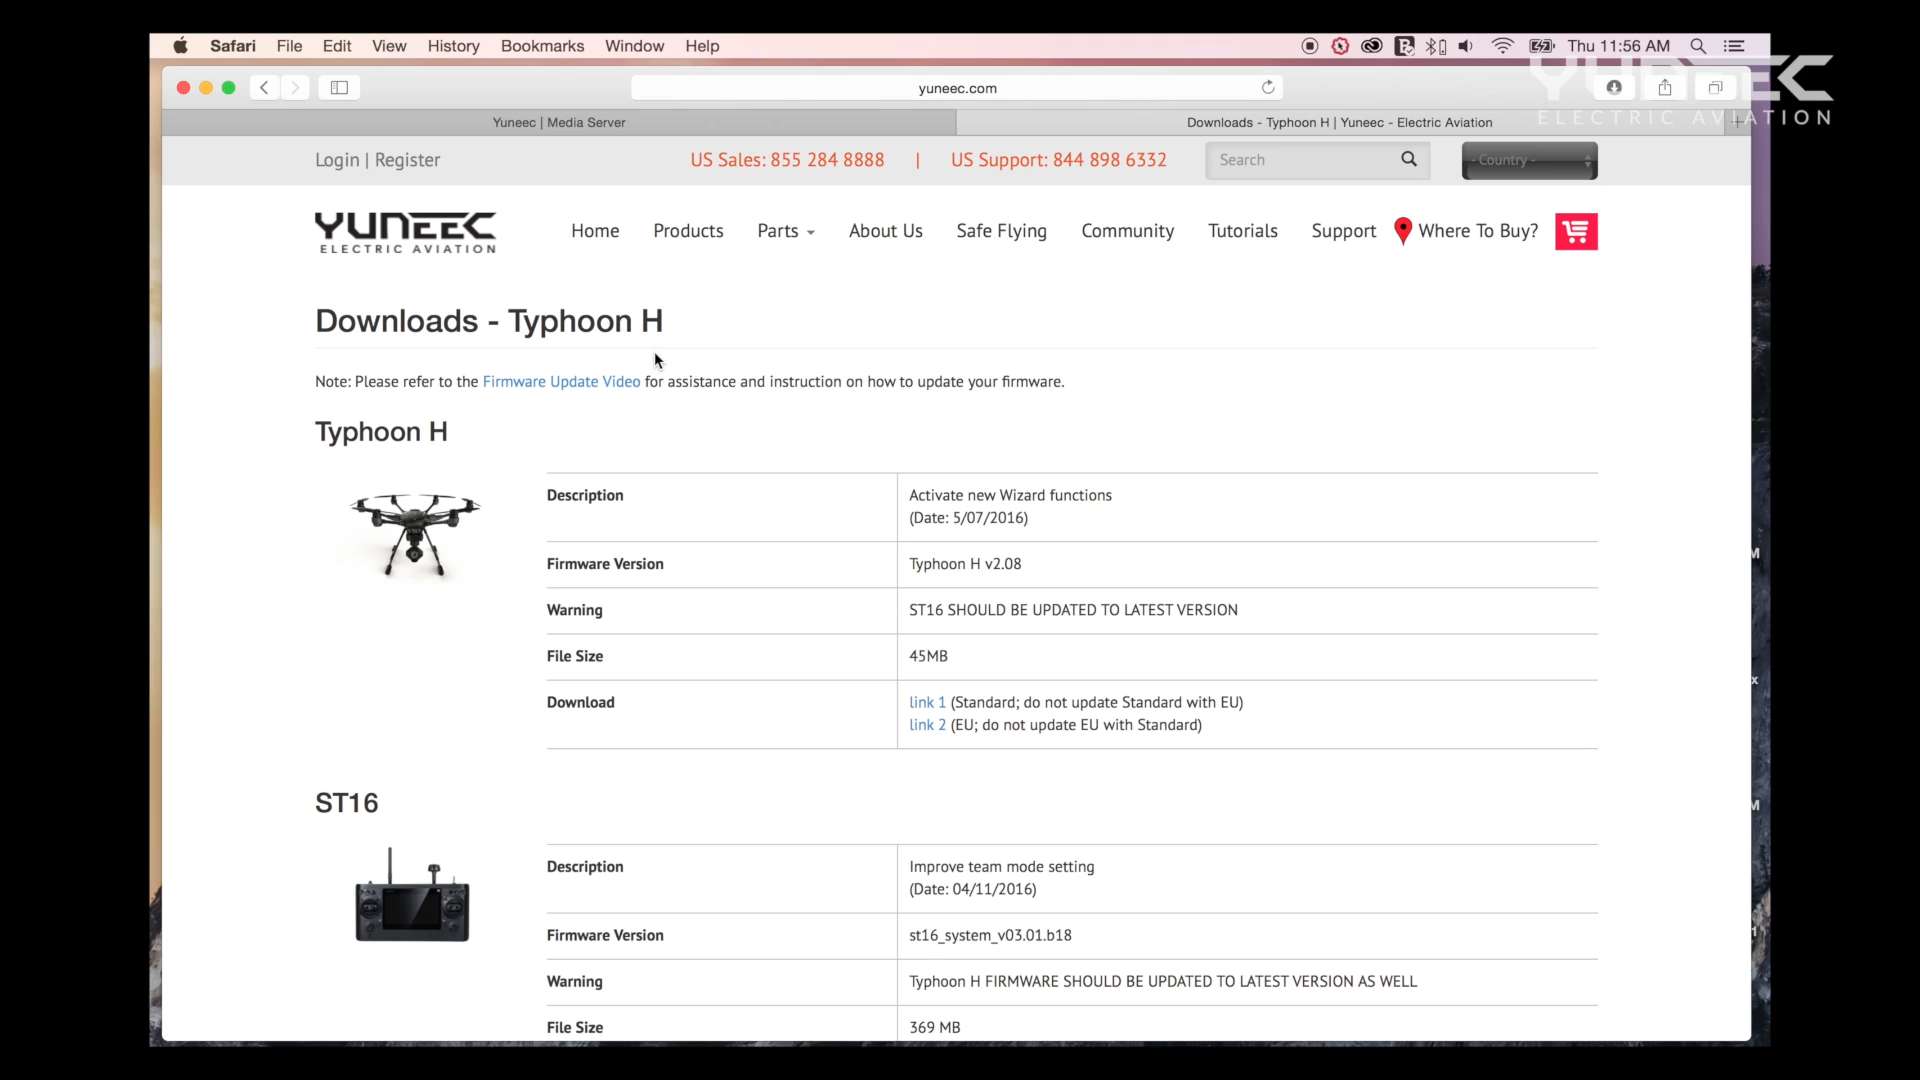 Safari File Edit View History Bookmarks Window Help Thu 11:56 AM
yuneec.com
Yuneec | Media Server Downloads - Typhoon H | Yuneec - Electric Aviation
YUNEEC
ELECTRIC AVIATION
Login | Register US Sales: 855 284 8888 | US Support: 844 898 6332 Search - Country -
YUNEEC
ELECTRIC AVIATION
Home Products Parts About Us Safe Flying Community Tutorials Support Where To Buy?
Downloads - Typhoon H
Note: Please refer to the Firmware Update Video for assistance and instruction on how to update your firmware.
Typhoon H
Description Activate new Wizard functions
(Date: 5/07/2016)
Firmware Version Typhoon H v2.08
Warning ST16 SHOULD BE UPDATED TO LATEST VERSION
File Size 45MB
Download link 1 (Standard; do not update Standard with EU)
link 2 (EU; do not update EU with Standard)
ST16
Description Improve team mode setting
(Date: 04/11/2016)
Firmware Version st16_system_v03.01.b18
Warning Typhoon H FIRMWARE SHOULD BE UPDATED TO LATEST VERSION AS WELL
File Size 369 MB